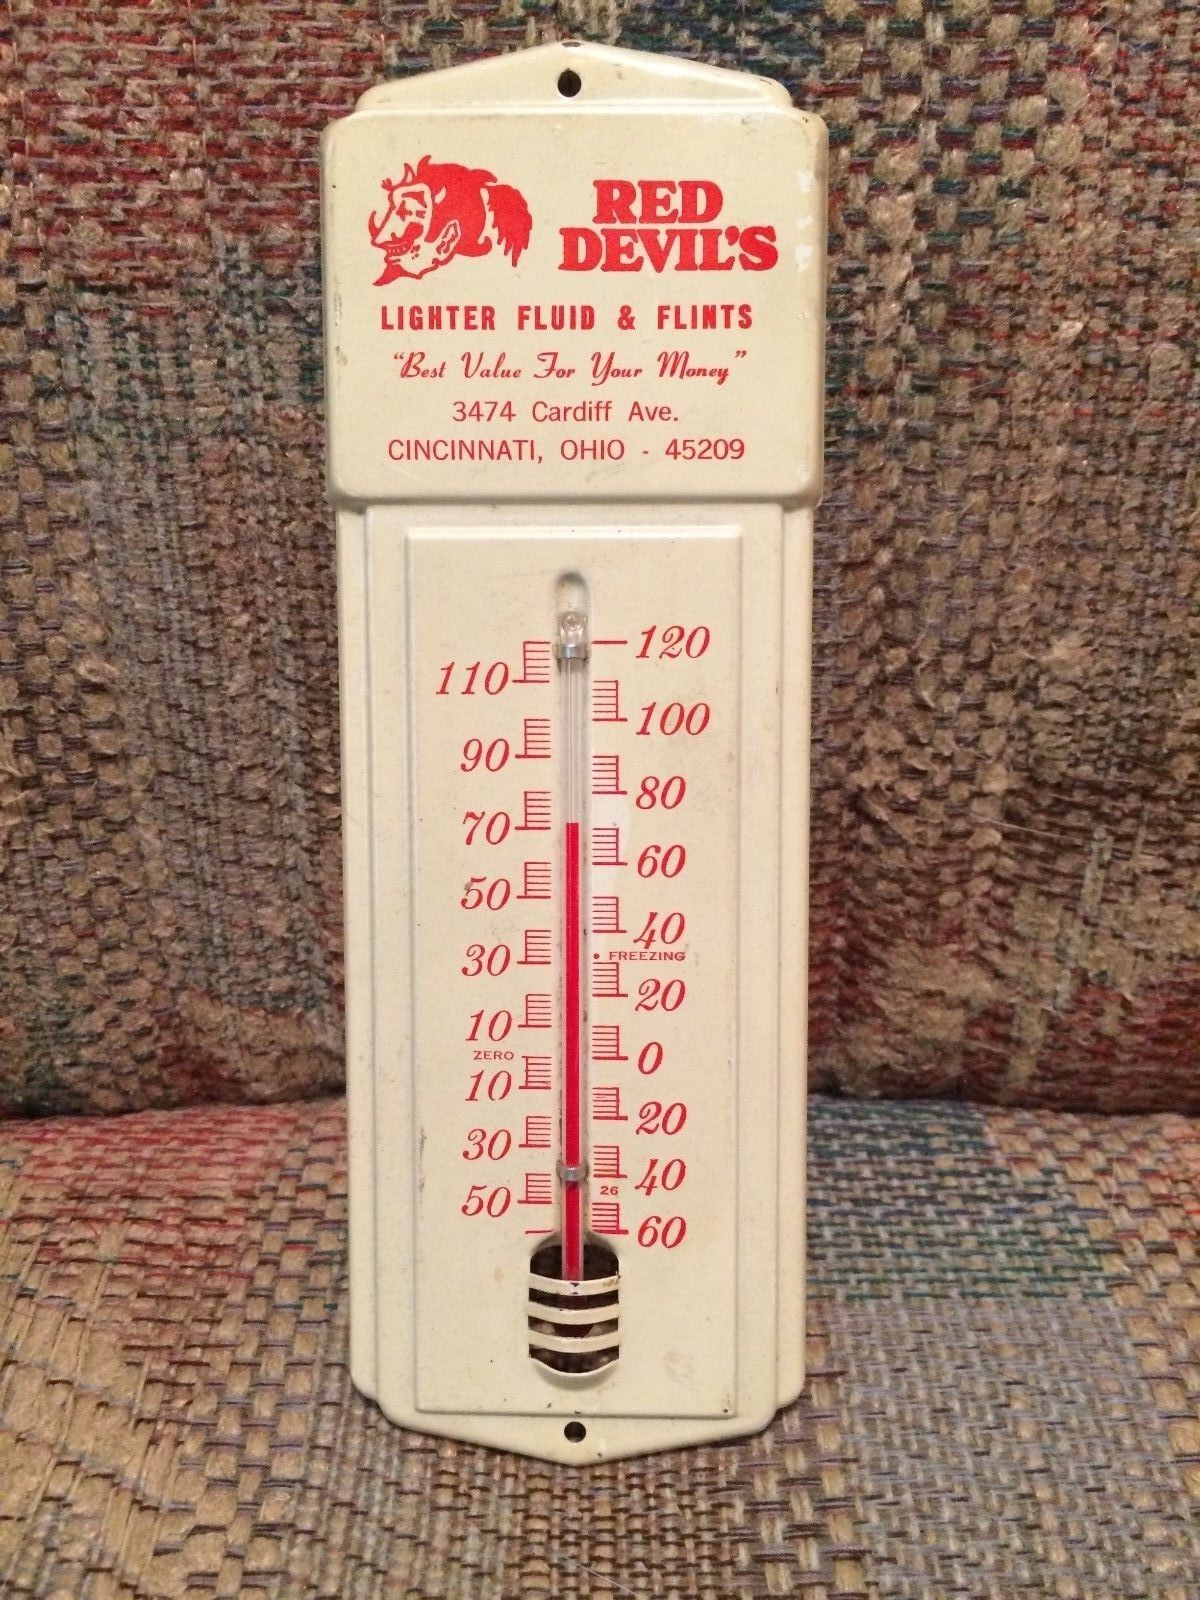 RED
DEVIL'S
LIGHTER FLUID & FLINTS
"Best Value For Your Money"
3474 Cardiff Ave.
CINCINNATI, OHIO - 45209
120
110
100
90
80
70
60
50
40
FREEZING
30
20
10
ZERO
0
10
20
30
40
26
50
60